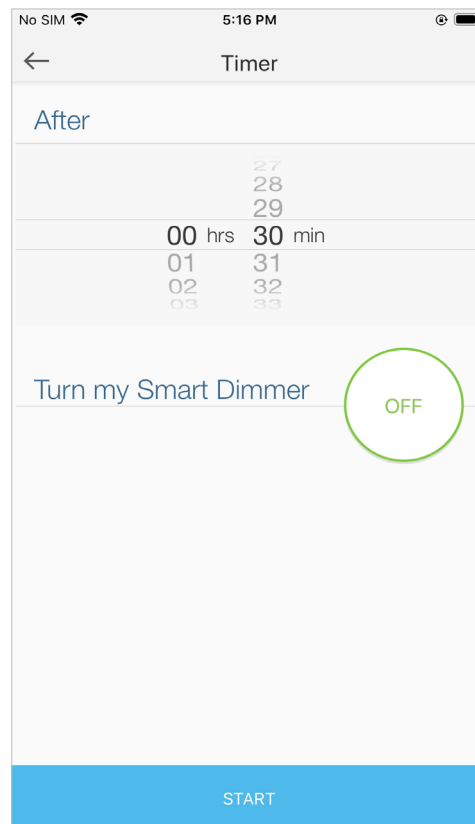 No SIM 5:16 PM
Timer
After
27
28
29
00 hrs 30 min
01 31
02 32
03 33
Turn my Smart Dimmer OFF
START